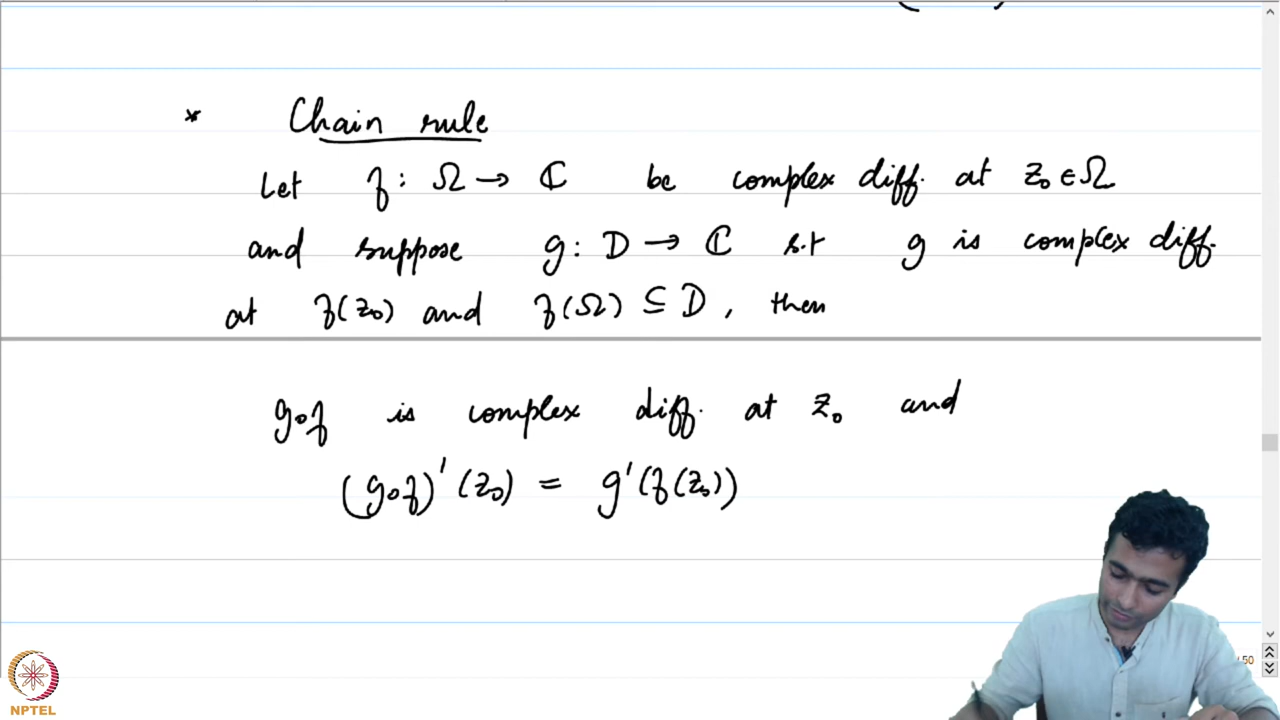 * Chain rule
Let f: Ω → ℂ be complex diff. at z₀ ∈ Ω
and suppose g: D → ℂ s.t g is complex diff.
at f(z₀) and f(Ω) ⊆ D, then
g∘f is complex diff. at z₀ and
(g∘f)'(z₀) = g'(f(z₀))
50
NPTEL